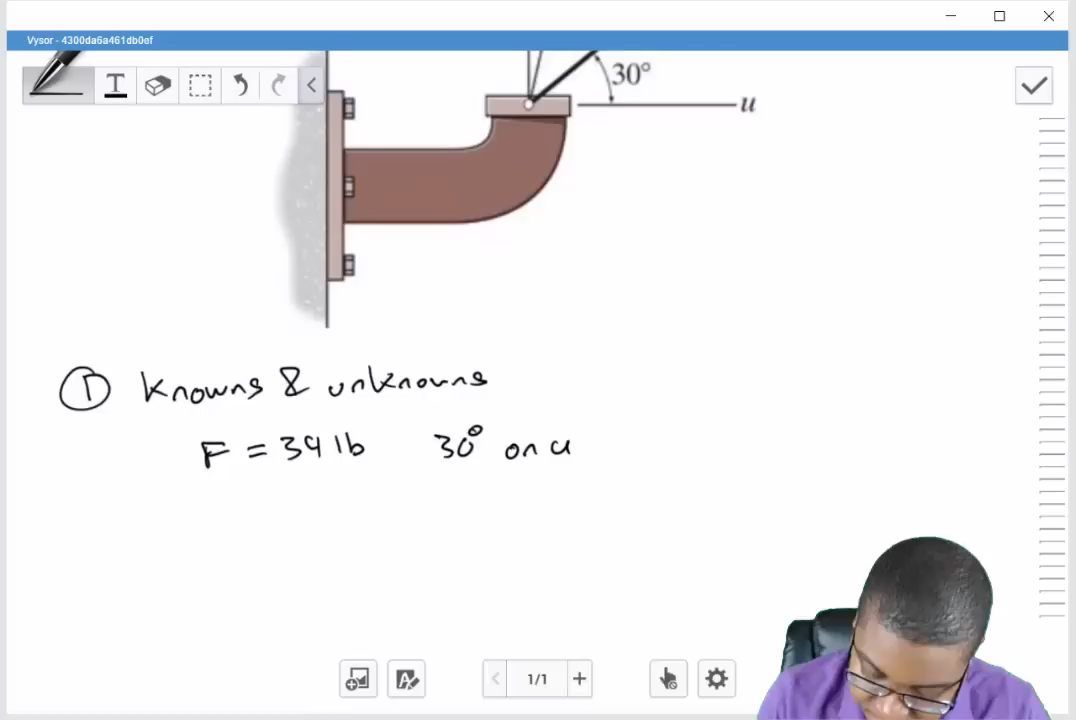 Vysor - 4300da6a461db0ef
T
30°
u
① Knowns & unknowns
F = 34 lb 30° on u
1/1